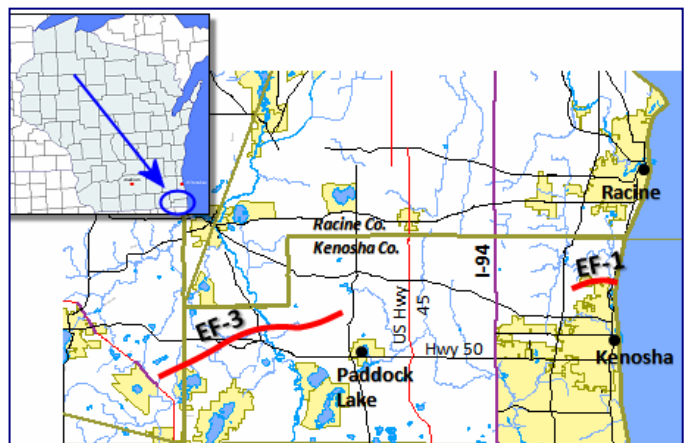 Racine
Racine Co.
Kenosha Co.
I-94
EF-1
EF-3
US Hwy
45
Hwy 50
Kenosha
Paddock
Lake